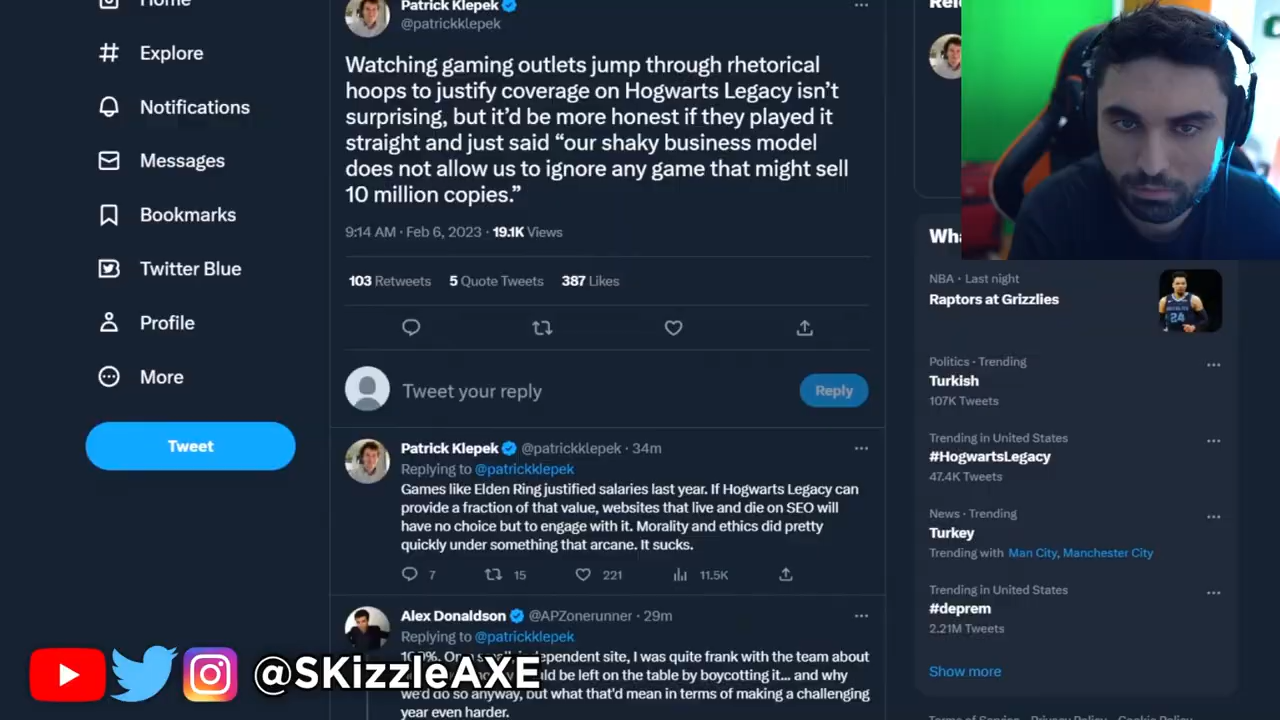 Home
Explore
Notifications
Messages
Bookmarks
Twitter Blue
Profile
More
Tweet
Patrick Klepek
@patrickklepek
Watching gaming outlets jump through rhetorical
hoops to justify coverage on Hogwarts Legacy isn't
surprising, but it'd be more honest if they played it
straight and just said “our shaky business model
does not allow us to ignore any game that might sell
10 million copies.”
9:14 AM · Feb 6, 2023 · 19.1K Views
103 Retweets 5 Quote Tweets 387 Likes
Tweet your reply
Reply
Patrick Klepek @patrickklepek · 34m
Replying to @patrickklepek
Games like Elden Ring justified salaries last year. If Hogwarts Legacy can
provide a fraction of that value, websites that live and die on SEO will
have no choice but to engage with it. Morality and ethics did pretty
quickly under something that arcane. It sucks.
7 15 221 11.5K
Alex Donaldson @APZonerunner · 29m
Replying to @patrickklepek
100%. independent site, I was quite frank with the team about
be left on the table by boycotting it... and why
we'd do so anyway, but what that'd mean in terms of making a challenging
year even harder.
@SKizzleAXE
NBA · Last night
Raptors at Grizzlies
24
Politics · Trending
Turkish
107K Tweets
Trending in United States
#HogwartsLegacy
47.4K Tweets
News · Trending
Turkey
Trending with Man City, Manchester City
Trending in United States
#deprem
2.21M Tweets
Show more
Terms of Service Privacy Policy Cookie Policy